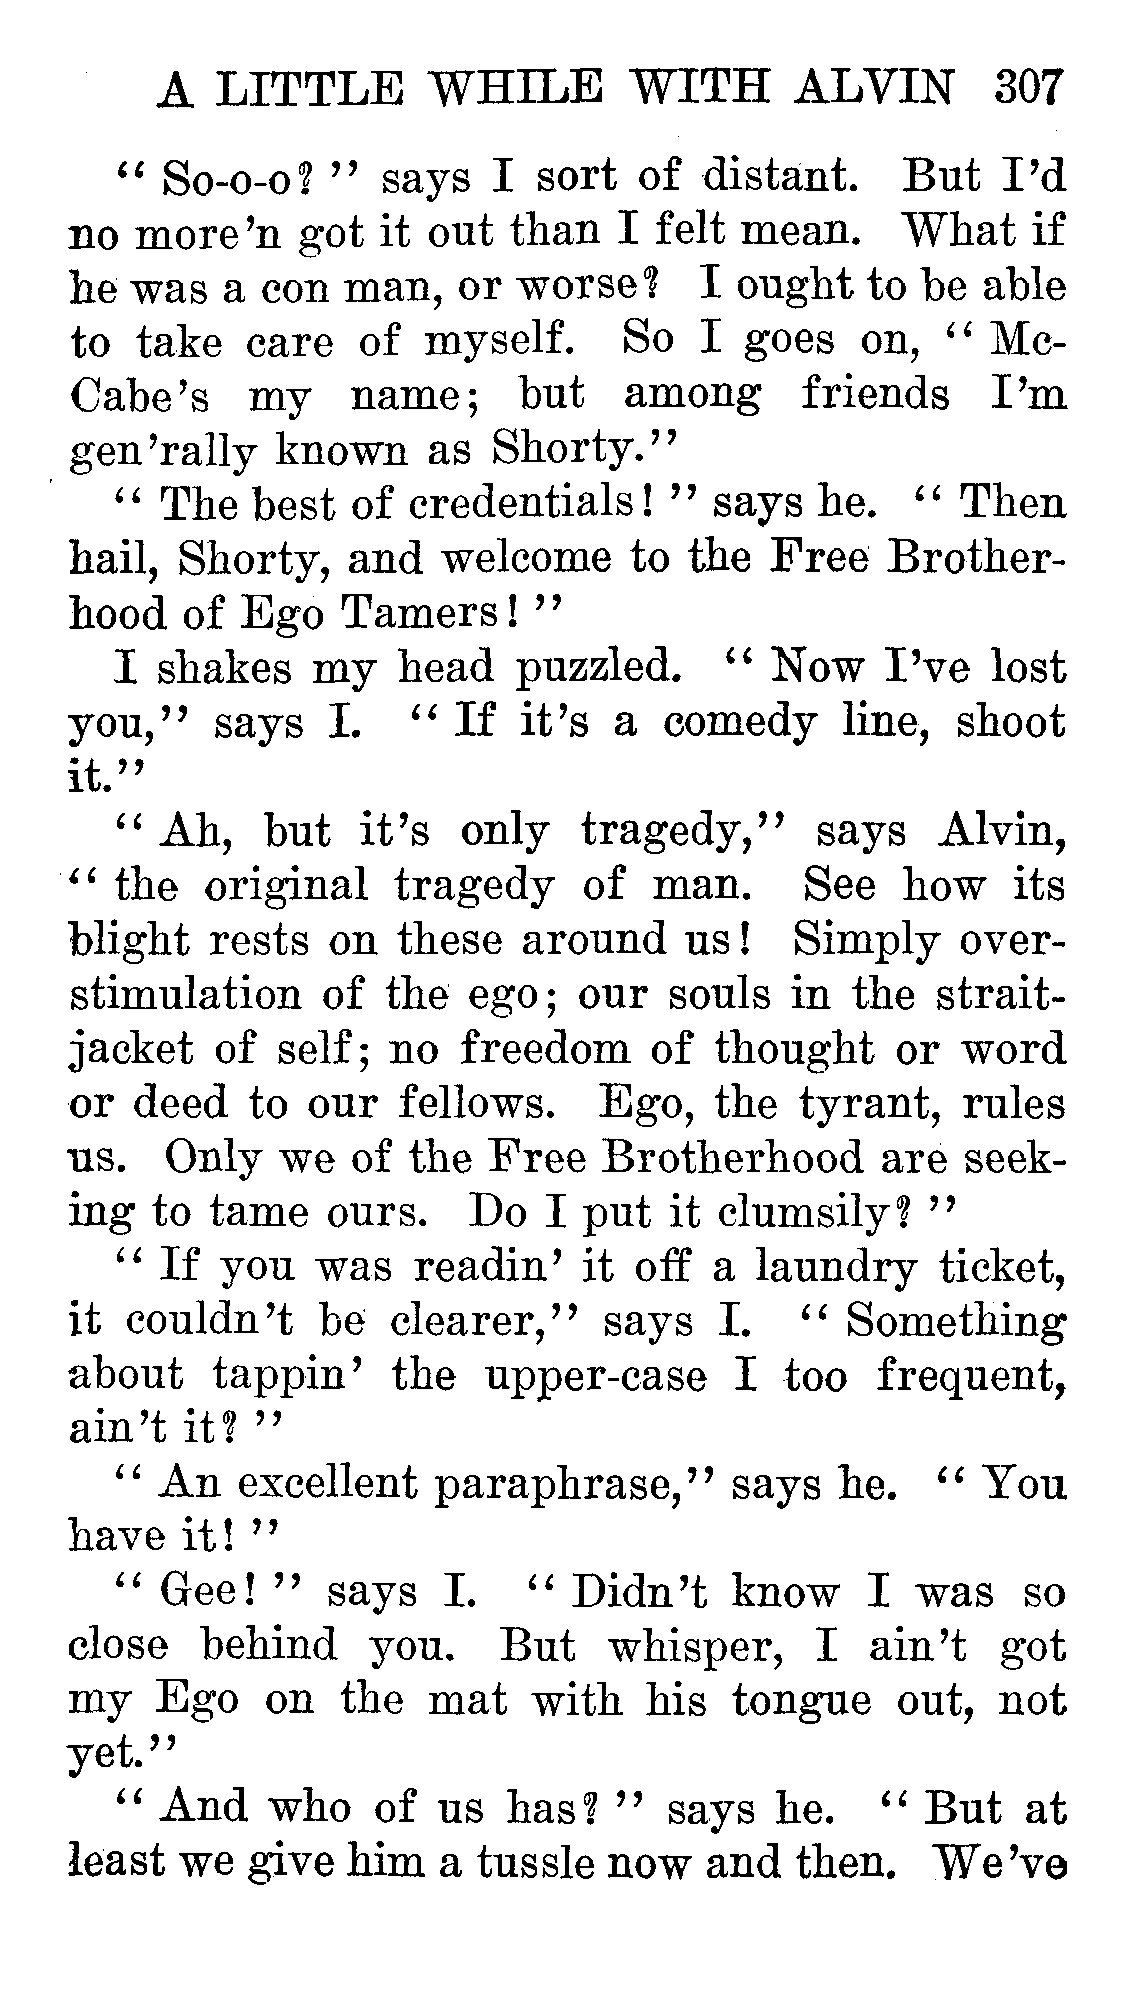 A LITTLE WHILE WITH ALVIN 307
“ So-o-o? ” says I sort of distant. But I’d
no more’n got it out than I felt mean. What if
he was a con man, or worse? I ought to be able
to take care of myself. So I goes on, “ Mc-
Cabe’s my name; but among friends I’m
gen’rally known as Shorty.”
“ The best of credentials! ” says he. “ Then
hail, Shorty, and welcome to the Free Brother-
hood of Ego Tamers! ”
I shakes my head puzzled. “ Now I’ve lost
you,” says I. “ If it’s a comedy line, shoot
it.”
“ Ah, but it’s only tragedy,” says Alvin,
“ the original tragedy of man. See how its
blight rests on these around us! Simply over-
stimulation of the ego; our souls in the strait-
jacket of self; no freedom of thought or word
or deed to our fellows. Ego, the tyrant, rules
us. Only we of the Free Brotherhood are seek-
ing to tame ours. Do I put it clumsily? ”
“ If you was readin’ it off a laundry ticket,
it couldn’t be clearer,” says I. “ Something
about tappin’ the upper-case I too frequent,
ain’t it? ”
“ An excellent paraphrase,” says he. “ You
have it! ”
“ Gee! ” says I. “ Didn’t know I was so
close behind you. But whisper, I ain’t got
my Ego on the mat with his tongue out, not
yet.”
“ And who of us has? ” says he. “ But at
least we give him a tussle now and then. We’ve